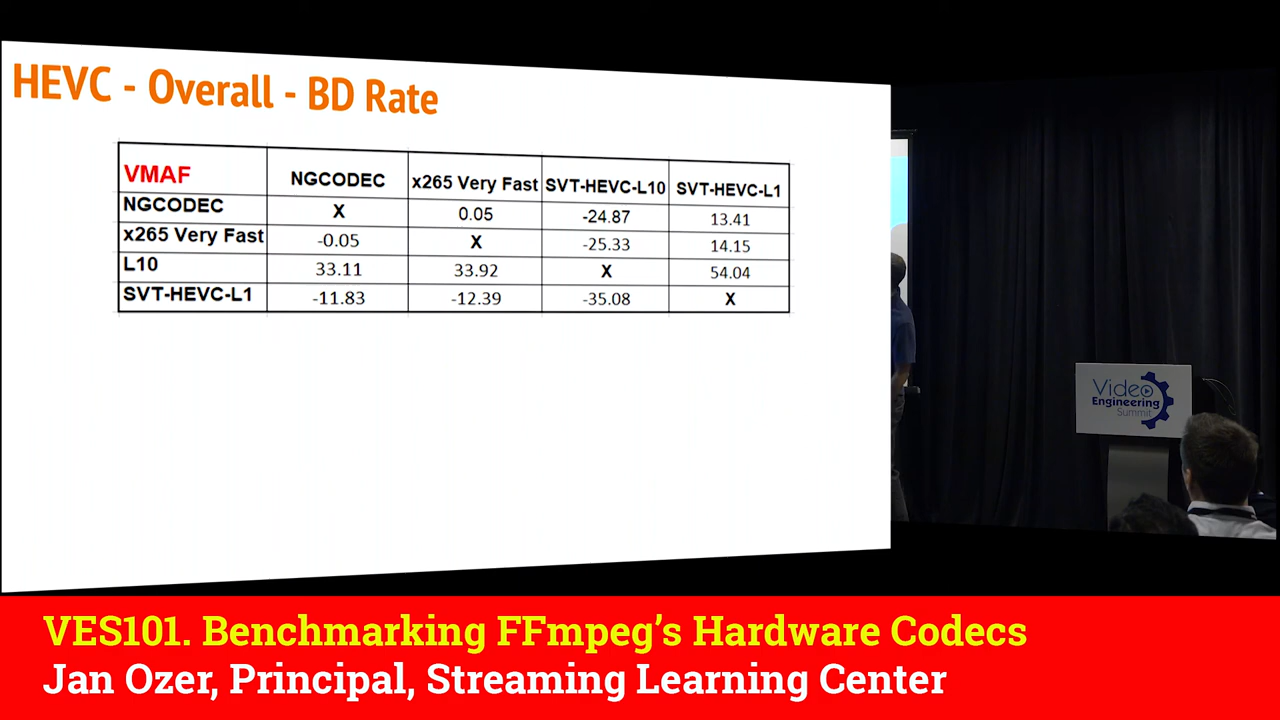 HEVC - Overall - BD Rate
VMAF NGCODEC x265 Very Fast SVT-HEVC-L10 SVT-HEVC-L1
NGCODEC X 0.05 -24.87 13.41
x265 Very Fast -0.05 X -25.33 14.15
L10 33.11 33.92 X 54.04
SVT-HEVC-L1 -11.83 -12.39 -35.08 X
Video
Engineering
Summit
VES101. Benchmarking FFmpeg’s Hardware Codecs
Jan Ozer, Principal, Streaming Learning Center